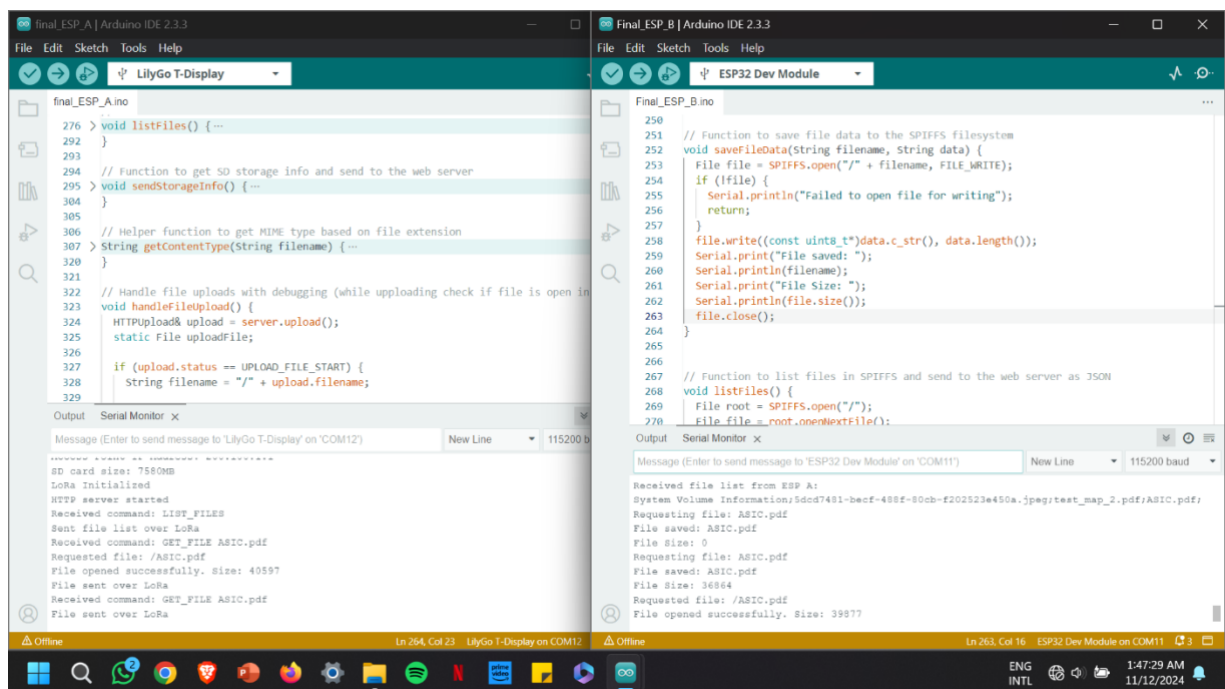 final_ESP_A | Arduino IDE 2.3.3
File Edit Sketch Tools Help
LilyGo T-Display
final_ESP_A.ino
276 > void listFiles() { ...
292 }
293
294 // Function to get SD storage info and send to the web server
295 > void sendStorageInfo() { ...
304 }
305
306 // Helper function to get MIME type based on file extension
307 > String getContentType(String filename) { ...
320 }
321
322 // Handle file uploads with debugging (while upploading check if file is open in
323 void handleFileUpload() {
324 HTTPUpload& upload = server.upload();
325 static File uploadFile;
326
327 if (upload.status == UPLOAD_FILE_START) {
328 String filename = "/" + upload.filename;
329
Output Serial Monitor ×
Message (Enter to send message to 'LilyGo T-Display' on 'COM12') New Line 115200 b
SD card size: 7580MB
LoRa Initialized
HTTP server started
Received command: LIST_FILES
Sent file list over LoRa
Received command: GET_FILE ASIC.pdf
Requested file: /ASIC.pdf
File opened successfully. Size: 40597
File sent over LoRa
Received command: GET_FILE ASIC.pdf
File sent over LoRa
Offline Ln 264, Col 23 LilyGo T-Display on COM12
Final_ESP_B | Arduino IDE 2.3.3
File Edit Sketch Tools Help
ESP32 Dev Module
Final_ESP_B.ino
250
251 // Function to save file data to the SPIFFS filesystem
252 void saveFileData(String filename, String data) {
253 File file = SPIFFS.open("/" + filename, FILE_WRITE);
254 if (!file) {
255 Serial.println("Failed to open file for writing");
256 return;
257 }
258 file.write((const uint8_t*)data.c_str(), data.length());
259 Serial.print("File saved: ");
260 Serial.println(filename);
261 Serial.print("File Size: ");
262 Serial.println(file.size());
263 file.close();
264 }
265
266
267 // Function to list files in SPIFFS and send to the web server as JSON
268 void listFiles() {
269 File root = SPIFFS.open("/");
270 File file = root.openNextFile();
Output Serial Monitor ×
Message (Enter to send message to 'ESP32 Dev Module' on 'COM11') New Line 115200 baud
Received file list from ESP A:
System Volume Information;5dcd7481-becf-488f-80cb-f202523e450a.jpeg;test_map_2.pdf;ASIC.pdf;
Requesting file: ASIC.pdf
File saved: ASIC.pdf
File Size: 0
Requesting file: ASIC.pdf
File saved: ASIC.pdf
File Size: 36864
Requested file: /ASIC.pdf
File opened successfully. Size: 39877
Offline Ln 263, Col 16 ESP32 Dev Module on COM11 3
2
prime video
ENG
INTL
1:47:29 AM
11/12/2024